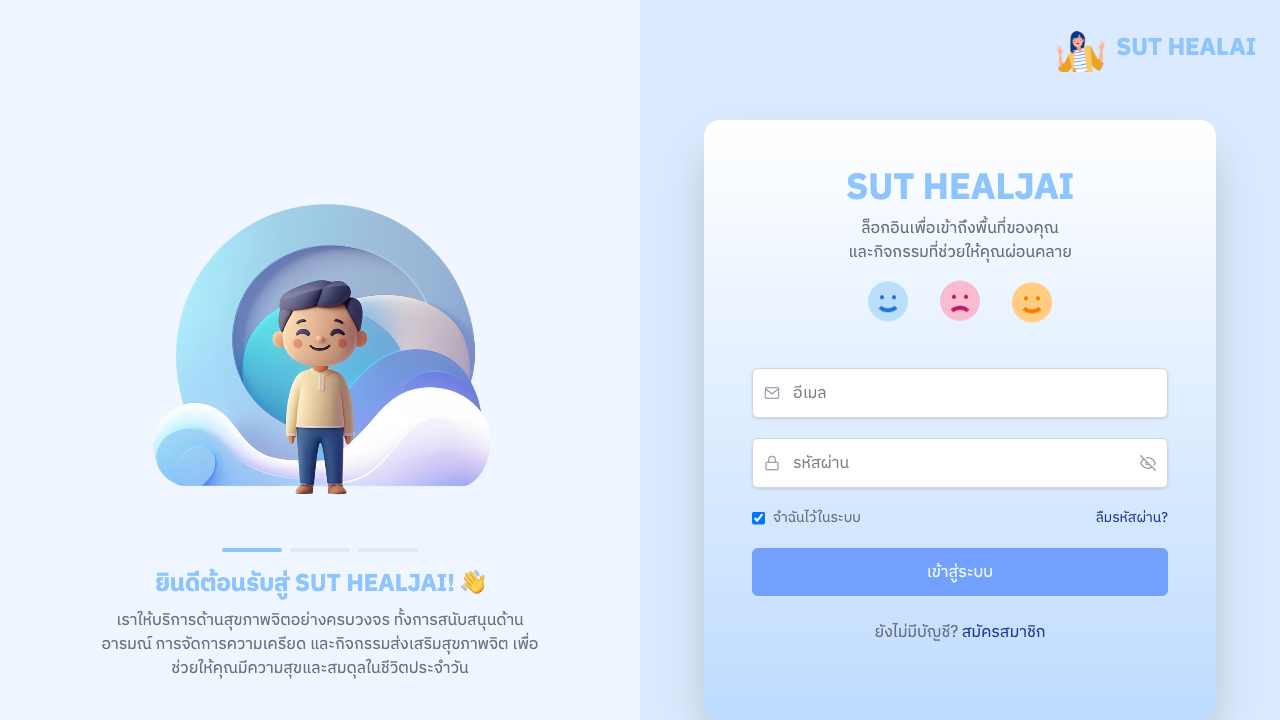 SUT HEALAI
SUT HEALJAI
ล็อกอินเพื่อเข้าถึงพื้นที่ของคุณ
และกิจกรรมที่ช่วยให้คุณผ่อนคลาย
อีเมล
รหัสผ่าน
จำฉันไว้ในระบบ
ลืมรหัสผ่าน?
เข้าสู่ระบบ
ยังไม่มีบัญชี? สมัครสมาชิก
ยินดีต้อนรับสู่ SUT HEALJAI! 👋
เราให้บริการด้านสุขภาพจิตอย่างครบวงจร ทั้งการสนับสนุนด้าน
อารมณ์ การจัดการความเครียด และกิจกรรมส่งเสริมสุขภาพจิต เพื่อ
ช่วยให้คุณมีความสุขและสมดุลในชีวิตประจำวัน